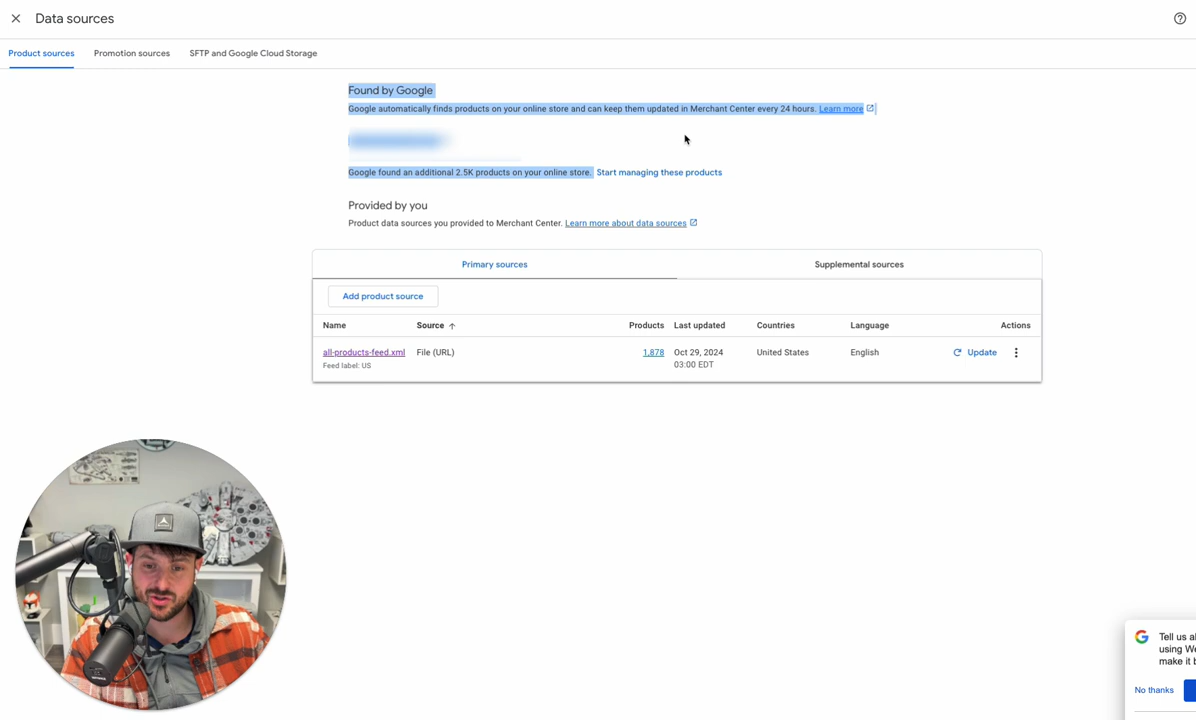 Data sources
Product sources
Promotion sources
SFTP and Google Cloud Storage
Found by Google
Google automatically finds products on your online store and can keep them updated in Merchant Center every 24 hours. Learn more
Google found an additional 2.5K products on your online store. Start managing these products
Provided by you
Product data sources you provided to Merchant Center. Learn more about data sources
Primary sources
Supplemental sources
Add product source
Name Source Products Last updated Countries Language Actions
all-products-feed.xml File (URL) 1,878 Oct 29, 2024 United States English Update
Feed label: US 03:00 EDT
Tell us a
using We
make it b
No thanks